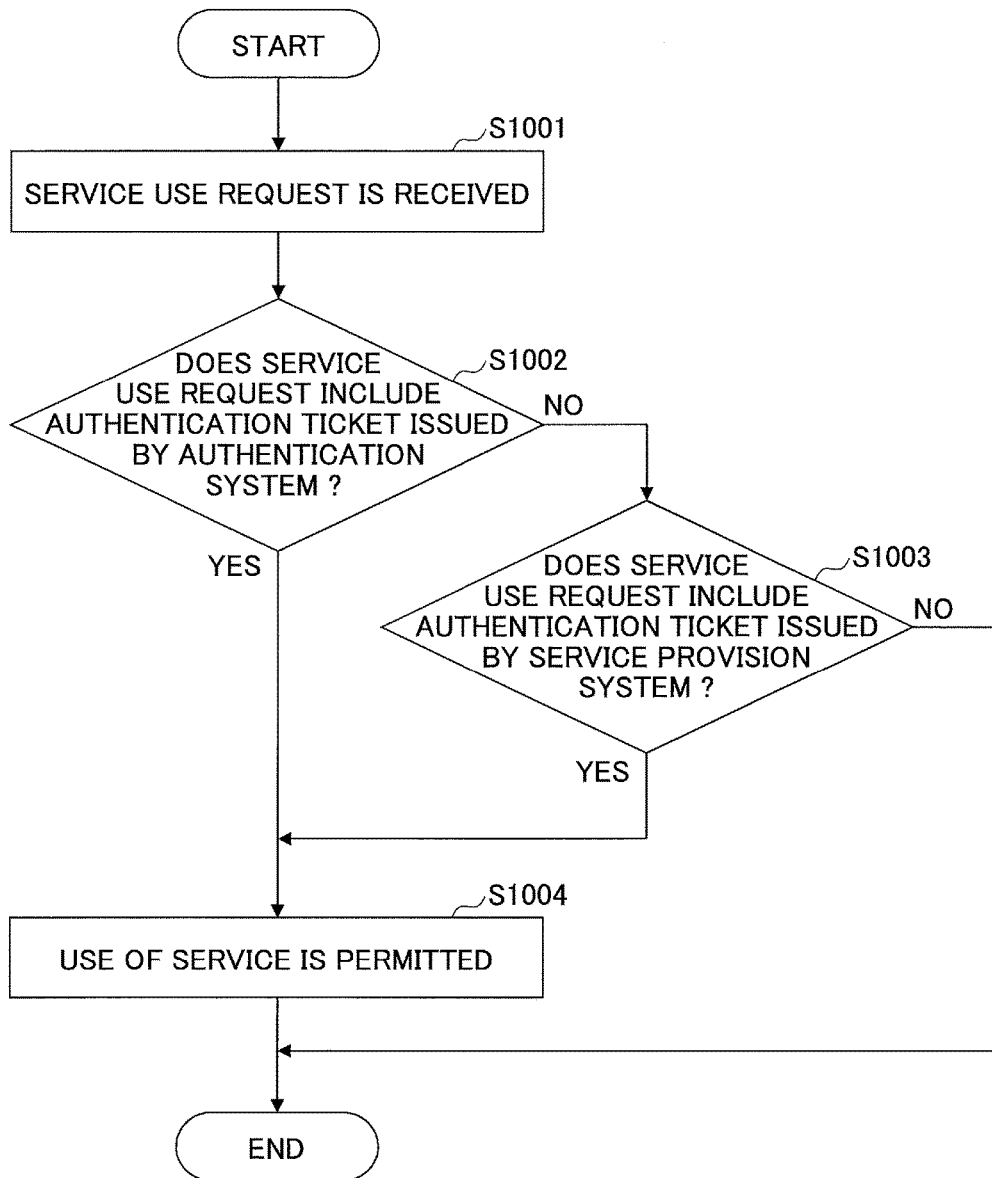 START
S1001
SERVICE USE REQUEST IS RECEIVED
S1002
DOES SERVICE
USE REQUEST INCLUDE
AUTHENTICATION TICKET ISSUED
BY AUTHENTICATION
SYSTEM ?
NO
YES
S1003
DOES SERVICE
USE REQUEST INCLUDE
AUTHENTICATION TICKET ISSUED
BY SERVICE PROVISION
SYSTEM ?
NO
YES
S1004
USE OF SERVICE IS PERMITTED
END